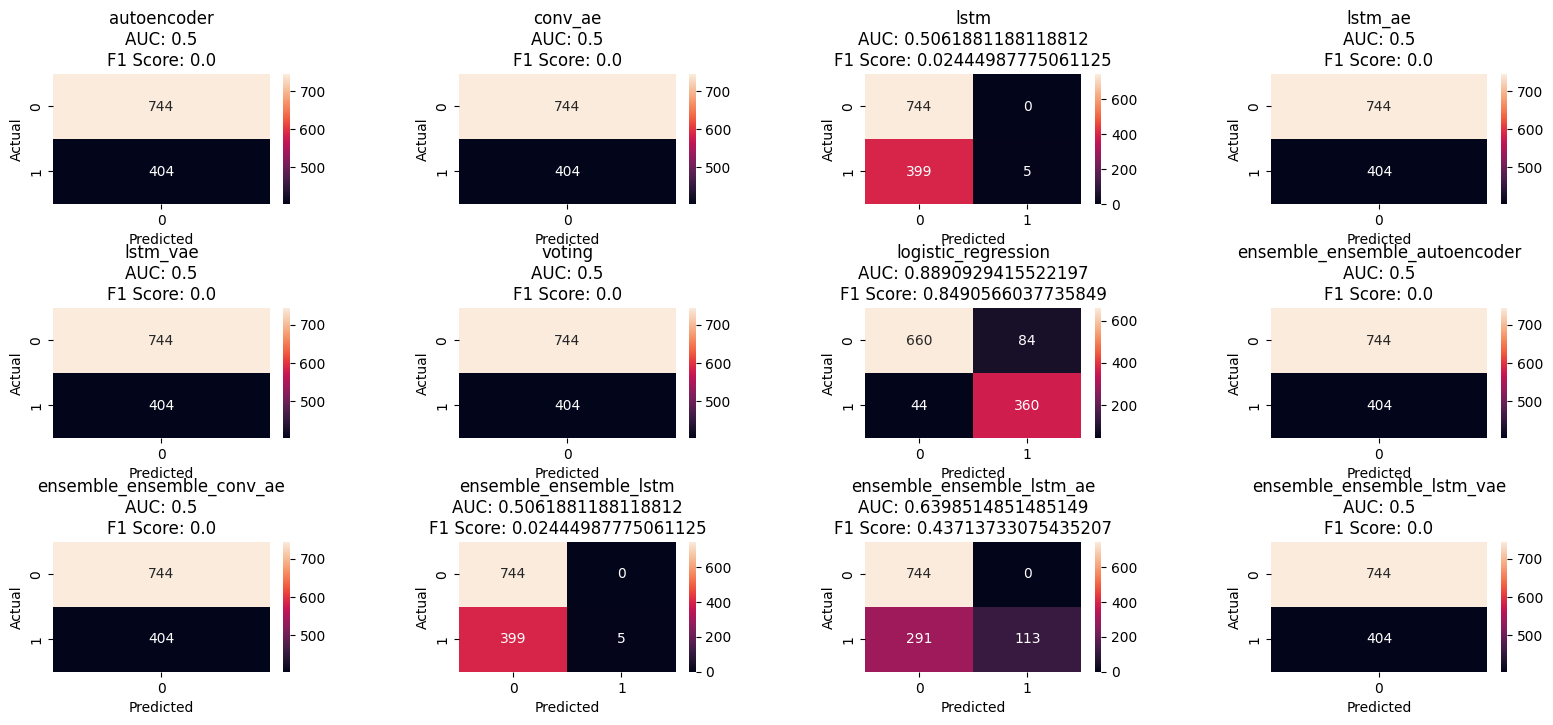 autoencoder
AUC: 0.5
F1 Score: 0.0
744
404
0
1
Actual
0
Predicted
700
600
500
conv_ae
AUC: 0.5
F1 Score: 0.0
744
404
0
1
Actual
0
Predicted
700
600
500
lstm
AUC: 0.5061881188118812
F1 Score: 0.02444987775061125
744 0
399 5
0
1
Actual
0 1
Predicted
600
400
200
0
lstm_ae
AUC: 0.5
F1 Score: 0.0
744
404
0
1
Actual
0
Predicted
700
600
500
lstm_vae
AUC: 0.5
F1 Score: 0.0
744
404
0
1
Actual
0
Predicted
700
600
500
voting
AUC: 0.5
F1 Score: 0.0
744
404
0
1
Actual
0
Predicted
700
600
500
logistic_regression
AUC: 0.8890929415522197
F1 Score: 0.8490566037735849
660 84
44 360
0
1
Actual
0 1
Predicted
600
400
200
ensemble_ensemble_autoencoder
AUC: 0.5
F1 Score: 0.0
744
404
0
1
Actual
0
Predicted
700
600
500
ensemble_ensemble_conv_ae
AUC: 0.5
F1 Score: 0.0
744
404
0
1
Actual
0
Predicted
700
600
500
ensemble_ensemble_lstm
AUC: 0.5061881188118812
F1 Score: 0.02444987775061125
744 0
399 5
0
1
Actual
0 1
Predicted
600
400
200
0
ensemble_ensemble_lstm_ae
AUC: 0.6398514851485149
F1 Score: 0.43713733075435207
744 0
291 113
0
1
Actual
0 1
Predicted
600
400
200
0
ensemble_ensemble_lstm_vae
AUC: 0.5
F1 Score: 0.0
744
404
0
1
Actual
0
Predicted
700
600
500